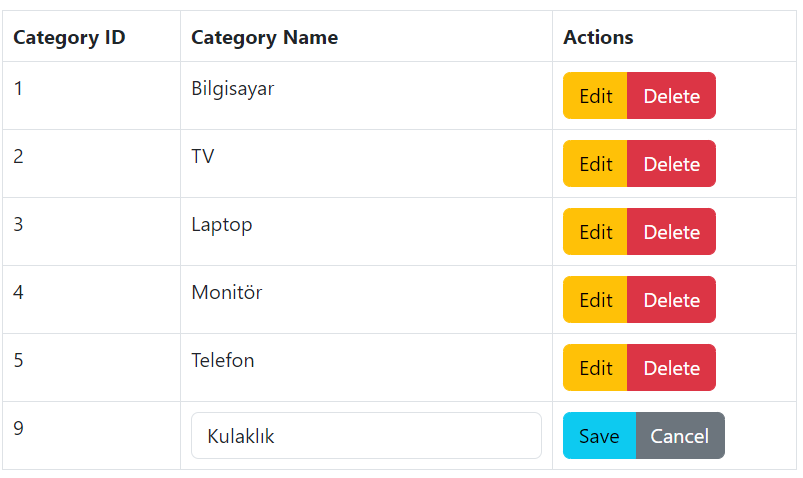 Category ID Category Name Actions
1 Bilgisayar Edit Delete
2 TV Edit Delete
3 Laptop Edit Delete
4 Monitör Edit Delete
5 Telefon Edit Delete
9 Kulaklık Save Cancel